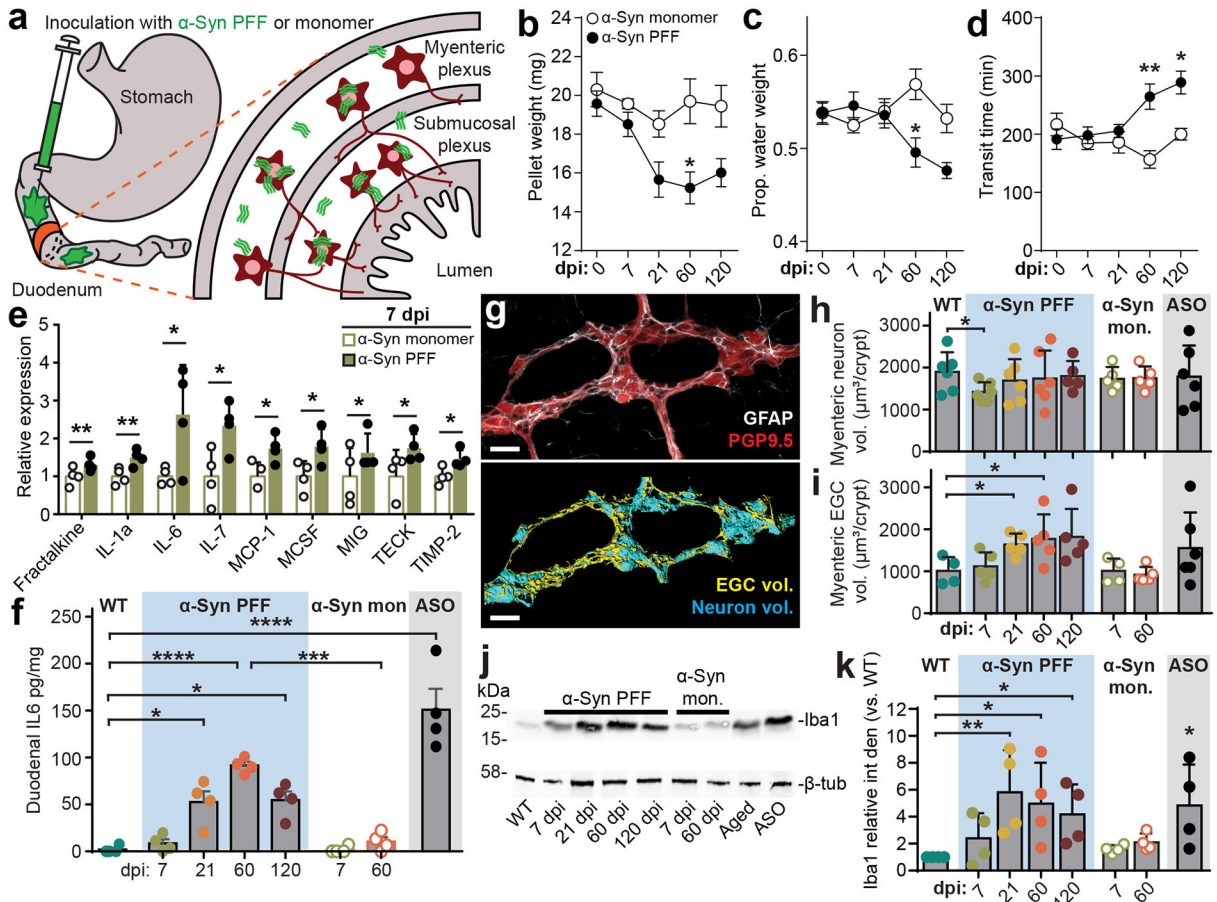 a
Inoculation with α-Syn PFF or monomer
Stomach
Duodenum
Myenteric
plexus
Submucosal
plexus
Lumen
b
α-Syn monomer
α-Syn PFF
Pellet weight (mg)
22
20
18
16
14
12
dpi:
0
7
21
60
120
*
c
Prop. water weight
0.6
0.5
0.4
0
7
21
60
120
*
d
Transit time (min)
400
300
200
100
0
0
7
21
60
120
**
*
e
Relative expression
5
4
3
2
1
0
7 dpi
α-Syn monomer
α-Syn PFF
**
**
*
*
*
*
*
*
*
Fractalkine
IL-1a
IL-6
IL-7
MCP-1
MCSF
MIG
TECK
TIMP-2
f
Duodenal IL6 pg/mg
250
200
150
100
50
0
WT
α-Syn PFF
α-Syn mon
ASO
****
****
***
*
*
dpi:
7
21
60
120
7
60
g
GFAP
PGP9.5
EGC vol.
Neuron vol.
h
WT
α-Syn PFF
α-Syn
mon.
ASO
Myenteric neuron
vol. (µm³/crypt)
3000
2000
1000
0
*
i
Myenteric EGC
vol. (µm³/crypt)
3000
2000
1000
0
*
*
dpi:
7
21
60
120
7
60
j
kDa
α-Syn PFF
α-Syn
mon.
25-
15-
58-
-Iba1
-β-tub
WT
7 dpi
21 dpi
60 dpi
120 dpi
7 dpi
60 dpi
Aged
ASO
k
WT
α-Syn PFF
α-Syn
mon.
ASO
Iba1 relative int den (vs. WT)
12
10
8
6
4
2
0
*
*
**
*
dpi:
7
21
60
120
7
60